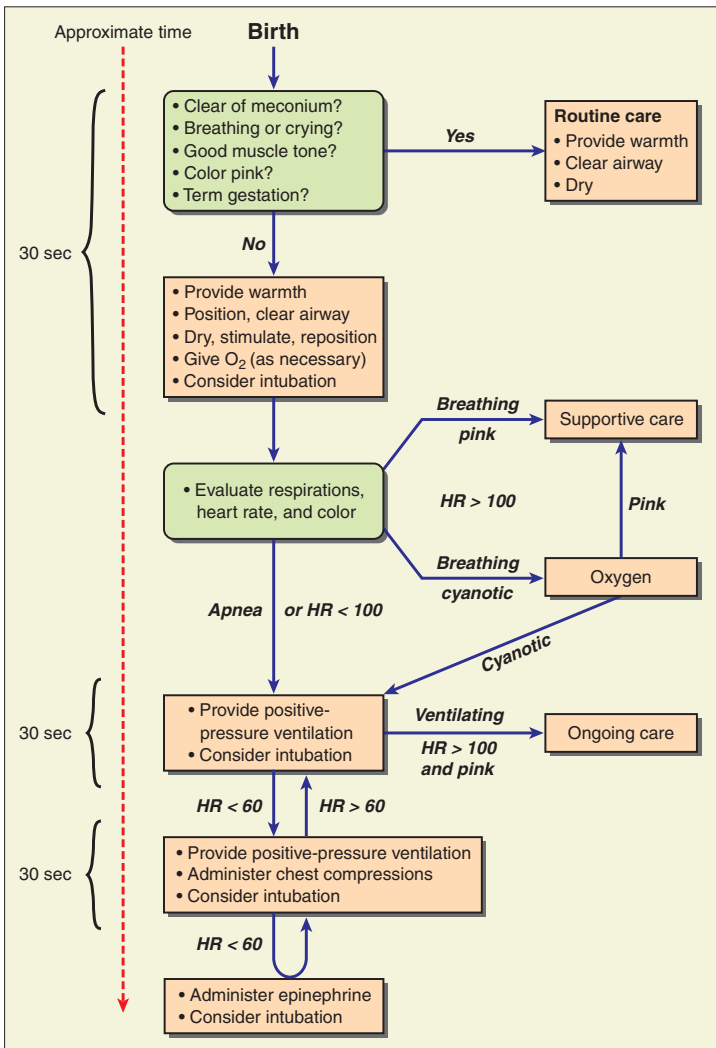 Approximate time
Birth
• Clear of meconium?
• Breathing or crying?
• Good muscle tone?
• Color pink?
• Term gestation?
Yes
Routine care
• Provide warmth
• Clear airway
• Dry
30 sec
No
• Provide warmth
• Position, clear airway
• Dry, stimulate, reposition
• Give O₂ (as necessary)
• Consider intubation
Breathing
pink
Supportive care
• Evaluate respirations,
heart rate, and color
HR > 100
Pink
Breathing
cyanotic
Oxygen
Apnea or HR < 100
Cyanotic
30 sec
• Provide positive-
pressure ventilation
• Consider intubation
Ventilating
HR > 100
and pink
Ongoing care
HR < 60
HR > 60
30 sec
• Provide positive-pressure ventilation
• Administer chest compressions
• Consider intubation
HR < 60
• Administer epinephrine
• Consider intubation